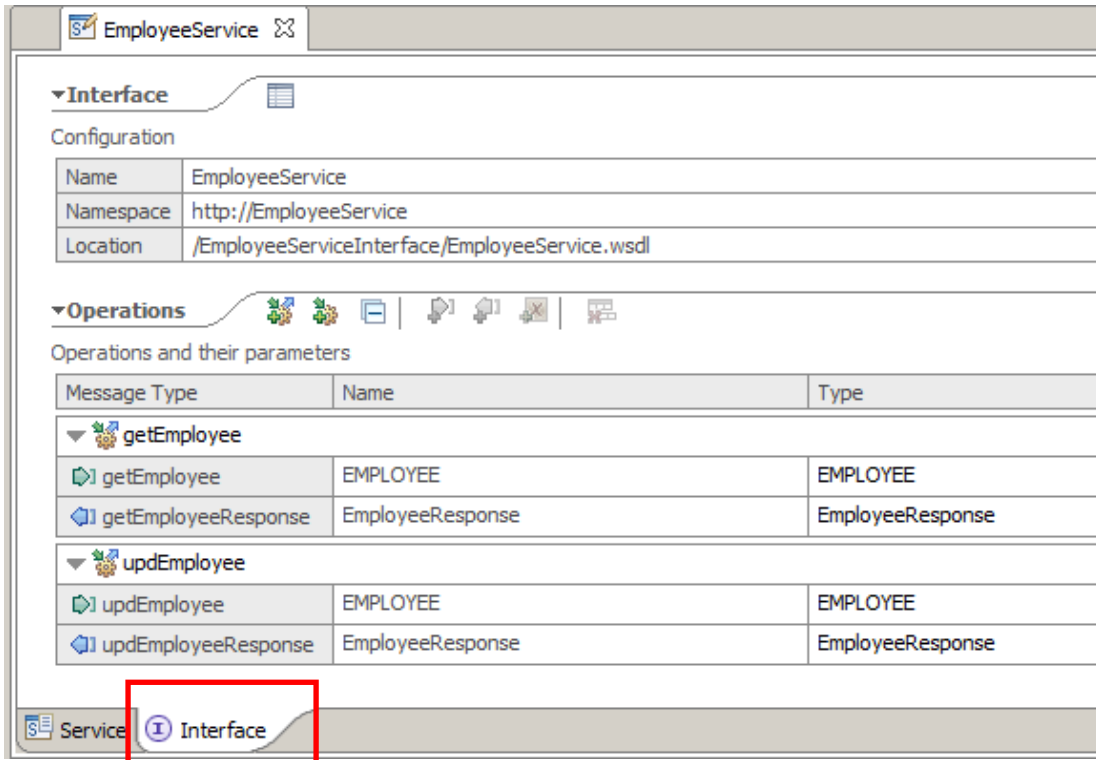 EmployeeService
Interface
Configuration
Name EmployeeService
Namespace http://EmployeeService
Location /EmployeeServiceInterface/EmployeeService.wsdl
Operations
Operations and their parameters
Message Type Name Type
getEmployee
getEmployee EMPLOYEE EMPLOYEE
getEmployeeResponse EmployeeResponse EmployeeResponse
updEmployee
updEmployee EMPLOYEE EMPLOYEE
updEmployeeResponse EmployeeResponse EmployeeResponse
Service Interface